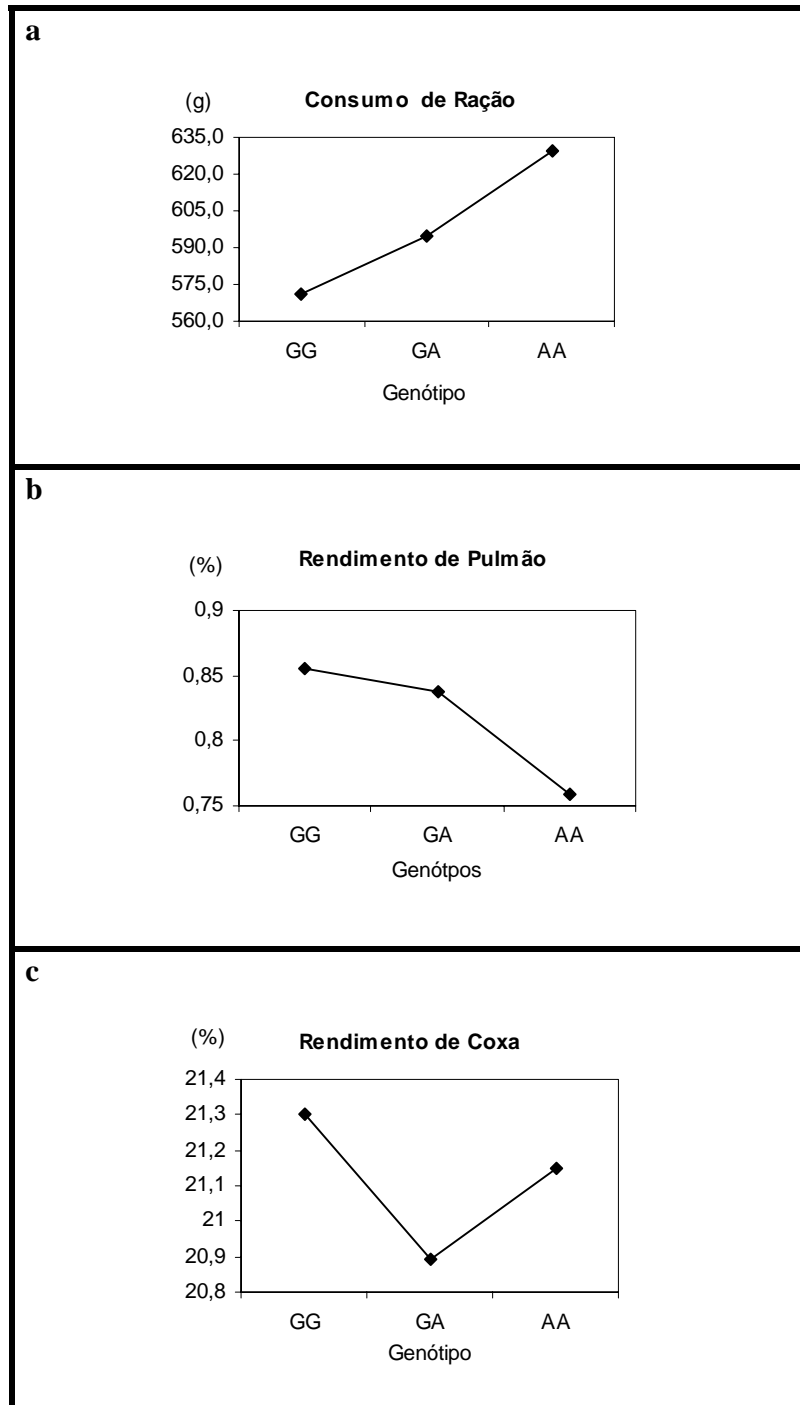 a
(g) Consumo de Ração
635,0
620,0
605,0
590,0
575,0
560,0
GG GA AA
Genótipo
b
(%) Rendimento de Pulmão
0,9
0,85
0,8
0,75
GG GA AA
Genótpos
c
(%) Rendimento de Coxa
21,4
21,3
21,2
21,1
21
20,9
20,8
GG GA AA
Genótipo